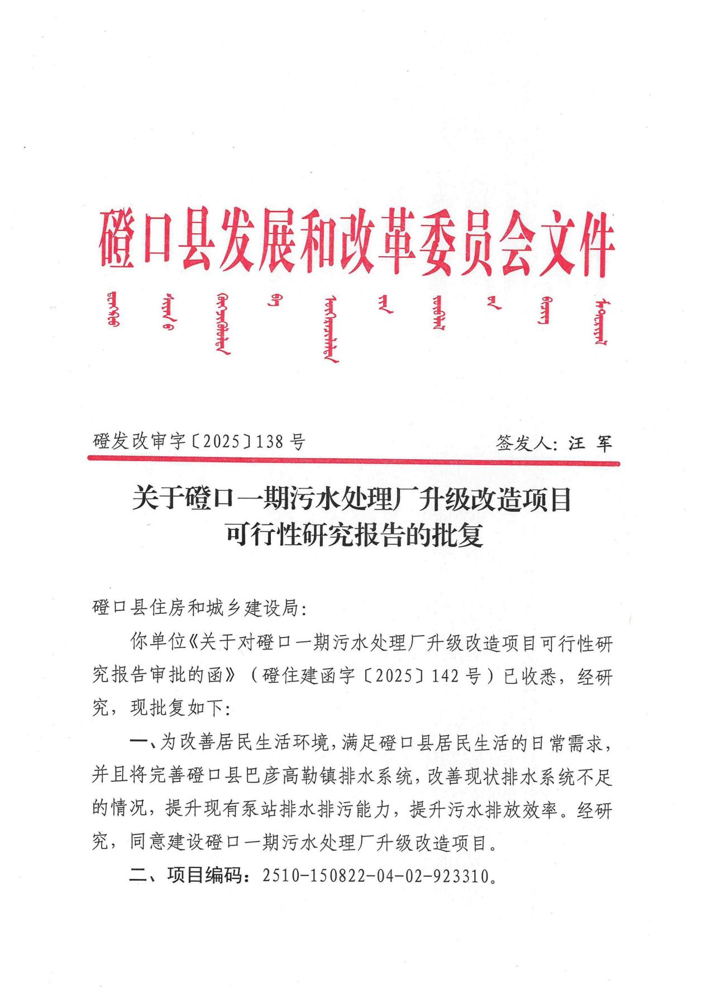 磴口县发展和改革委员会文件
磴发改审字〔2025〕138号 签发人：汪 军
关于磴口一期污水处理厂升级改造项目
可行性研究报告的批复
磴口县住房和城乡建设局：
你单位《关于对磴口一期污水处理厂升级改造项目可行性研
究报告审批的函》（磴住建函字〔2025〕142号）已收悉，经研
究，现批复如下：
一、为改善居民生活环境，满足磴口县居民生活的日常需求，
并且将完善磴口县巴彦高勒镇排水系统，改善现状排水系统不足
的情况，提升现有泵站排水排污能力，提升污水排放效率。经研
究，同意建设磴口一期污水处理厂升级改造项目。
二、项目编码：2510-150822-04-02-923310。